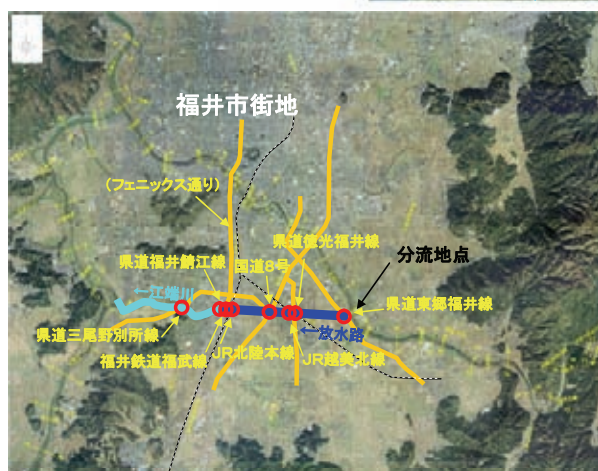 福井市街地
(フェニックス通り)
県道徳光福井線
県道福井鯖江線
国道8号
分流地点
←江端川
県道東郷福井線
県道三尾野別所線
←放水路
福井鉄道福武線
JR北陸本線
JR越美北線